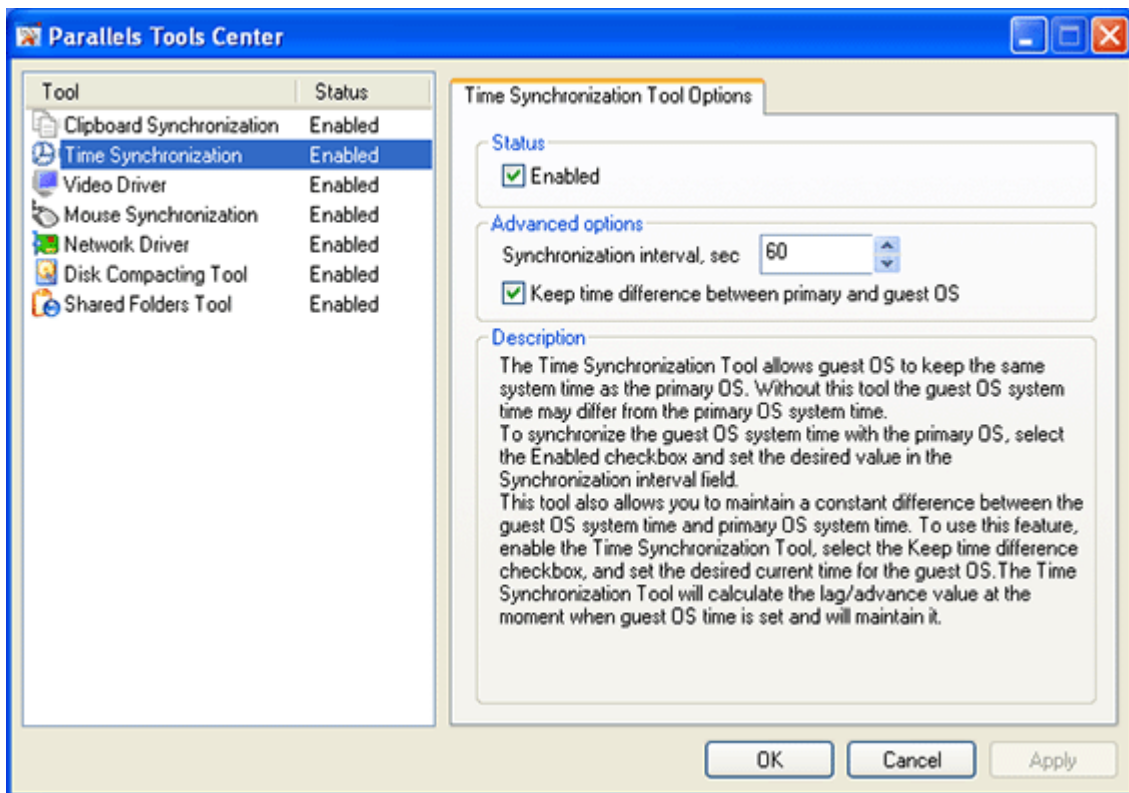 Parallels Tools Center
Tool Status
Clipboard Synchronization Enabled
Time Synchronization Enabled
Video Driver Enabled
Mouse Synchronization Enabled
Network Driver Enabled
Disk Compacting Tool Enabled
Shared Folders Tool Enabled
Time Synchronization Tool Options
Status
Enabled
Advanced options
Synchronization interval, sec 60
Keep time difference between primary and guest OS
Description
The Time Synchronization Tool allows guest OS to keep the same
system time as the primary OS. Without this tool the guest OS system
time may differ from the primary OS system time.
To synchronize the guest OS system time with the primary OS, select
the Enabled checkbox and set the desired value in the
Synchronization interval field.
This tool also allows you to maintain a constant difference between the
guest OS system time and primary OS system time. To use this feature,
enable the Time Synchronization Tool, select the Keep time difference
checkbox, and set the desired current time for the guest OS.The Time
Synchronization Tool will calculate the lag/advance value at the
moment when guest OS time is set and will maintain it.
OK Cancel Apply